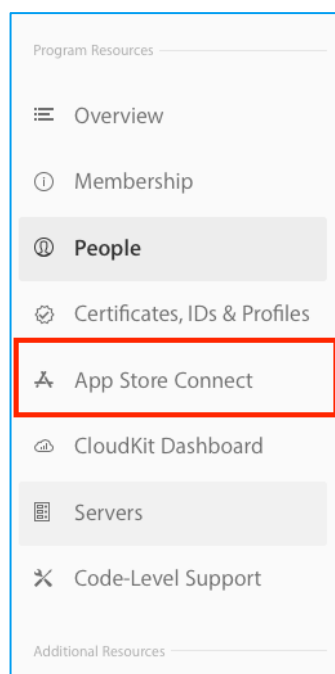 Program Resources
Overview
Membership
People
Certificates, IDs & Profiles
App Store Connect
CloudKit Dashboard
Servers
Code-Level Support
Additional Resources